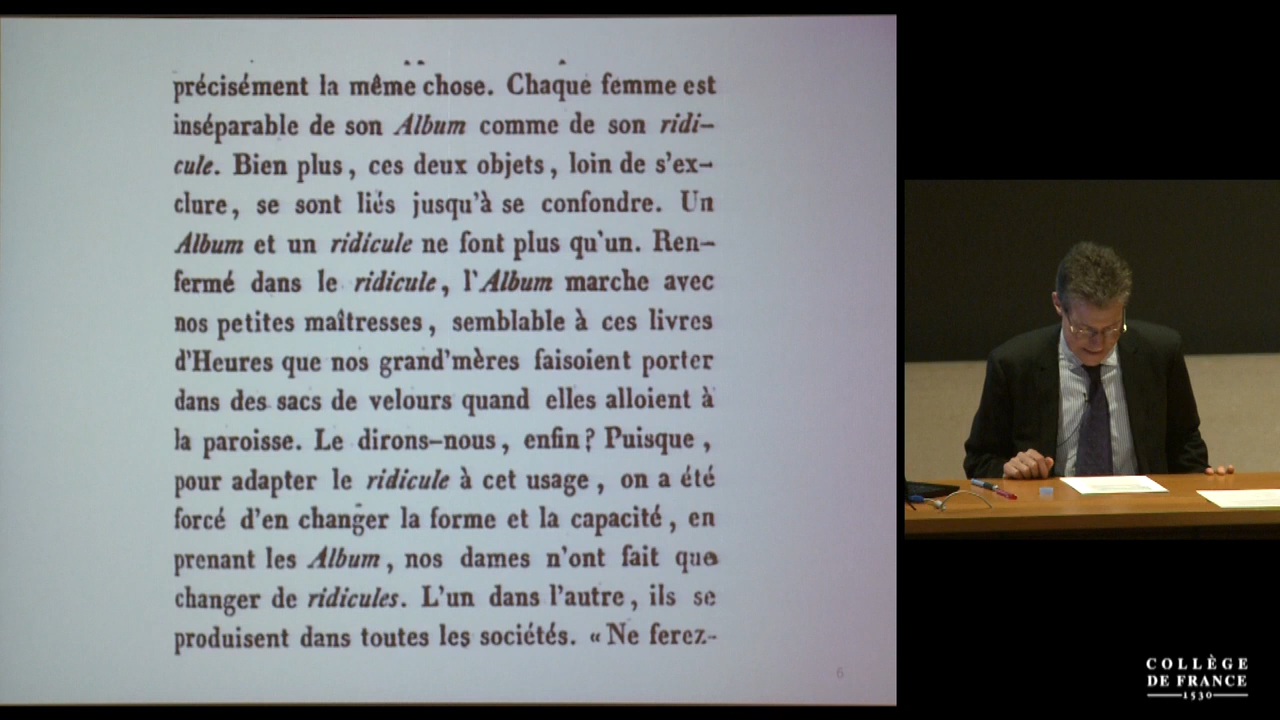 précisément la même chose. Chaque femme est
inséparable de son Album comme de son ridi-
cule. Bien plus, ces deux objets, loin de s'ex-
clure, se sont liés jusqu'à se confondre. Un
Album et un ridicule ne font plus qu'un. Ren-
fermé dans le ridicule, l'Album marche avec
nos petites maîtresses, semblable à ces livres
d'Heures que nos grand'mères faisoient porter
dans des sacs de velours quand elles alloient à
la paroisse. Le dirons-nous, enfin? Puisque,
pour adapter le ridicule à cet usage, on a été
forcé d'en changer la forme et la capacité, en
prenant les Album, nos dames n'ont fait que
changer de ridicules. L'un dans l'autre, ils se
produisent dans toutes les sociétés. « Ne ferez-
6
COLLÈGE
DE FRANCE
1530